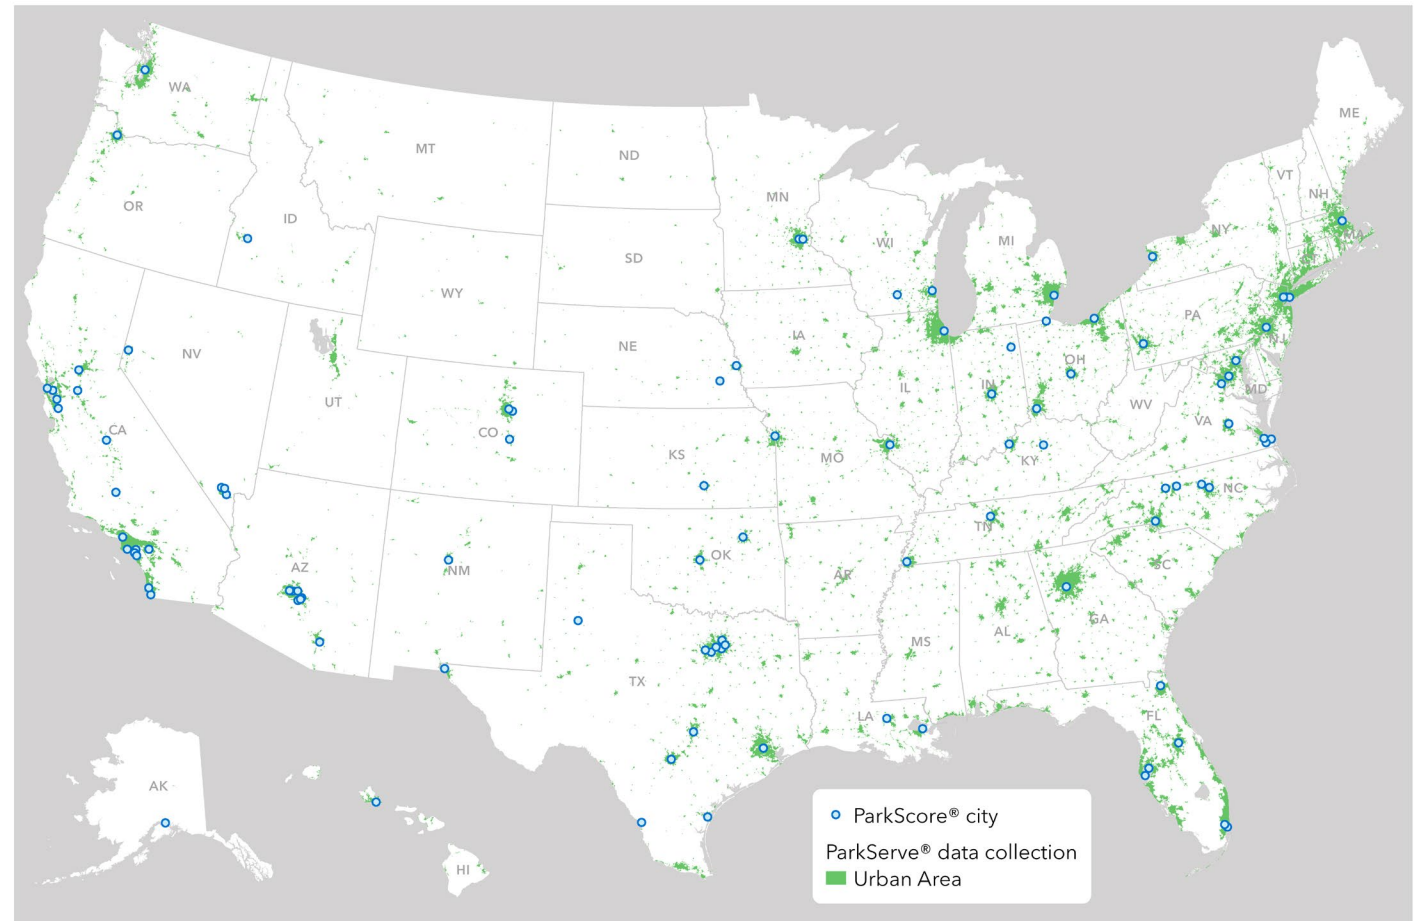 WA
ME
MT
ND
VT
MN
NH
OR
ID
NY
MA
WI
MI
SD
WY
PA
IA
NE
NJ
NV
OH
IL
IN
MD
UT
WV
CA
CO
VA
KS
MO
KY
NC
TN
OK
AZ
NM
AR
SC
GA
AL
MS
TX
LA
FL
AK
HI
ParkScore® city
ParkServe® data collection
Urban Area